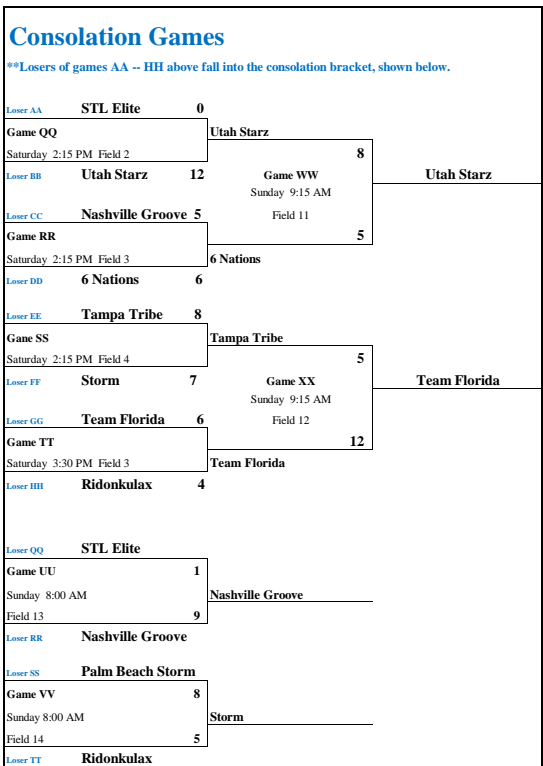 Consolation Games
**Losers of games AA -- HH above fall into the consolation bracket, shown below.
Loser AA STL Elite 0
Game QQ Utah Starz
Saturday 2:15 PM Field 2 8
Loser BB Utah Starz 12 Game WW Utah Starz
Sunday 9:15 AM
Loser CC Nashville Groove 5 Field 11
Game RR 5
Saturday 2:15 PM Field 3 6 Nations
Loser DD 6 Nations 6
Loser EE Tampa Tribe 8
Gane SS Tampa Tribe
Saturday 2:15 PM Field 4 5
Loser FF Storm 7 Game XX Team Florida
Sunday 9:15 AM
Loser GG Team Florida 6 Field 12
Game TT 12
Saturday 3:30 PM Field 3 Team Florida
Loser HH Ridonkulax 4
Loser QQ STL Elite
Game UU 1
Sunday 8:00 AM Nashville Groove
Field 13 9
Loser RR Nashville Groove
Loser SS Palm Beach Storm
Game VV 8
Sunday 8:00 AM Storm
Field 14 5
Loser TT Ridonkulax